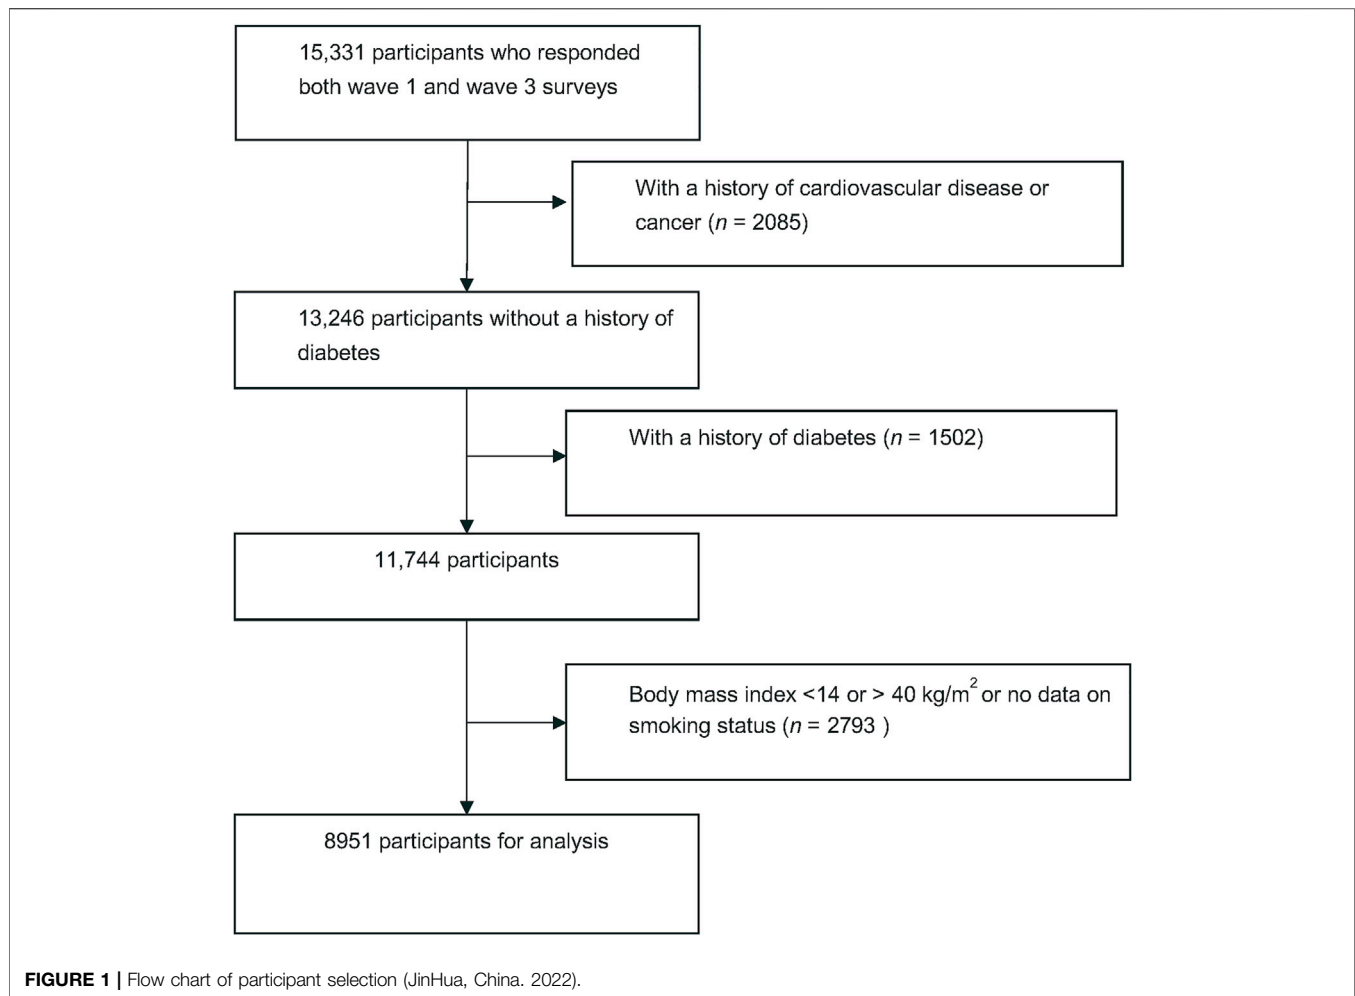 15,331 participants who responded
both wave 1 and wave 3 surveys
With a history of cardiovascular disease or
cancer (n = 2085)
13,246 participants without a history of
diabetes
With a history of diabetes (n = 1502)
11,744 participants
Body mass index <14 or > 40 kg/m² or no data on
smoking status (n = 2793 )
8951 participants for analysis
FIGURE 1 | Flow chart of participant selection (JinHua, China. 2022).